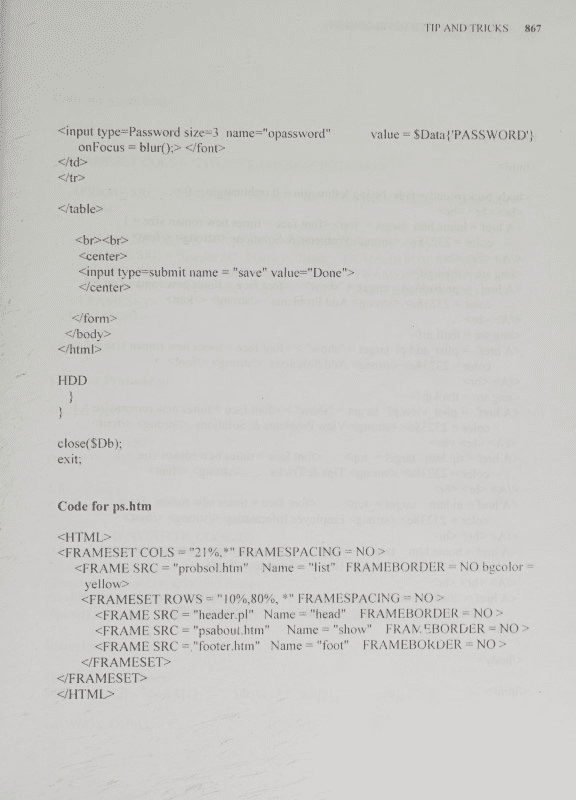 TIP AND TRICKS 867
<input type=Password size=3 name="opassword" value = $Data{'PASSWORD'}
onFocus = blur();> </font>
</td>
</tr>
</table>
<br><br>
<center>
<input type=submit name = "save" value="Done">
</center>
</form>
</body>
</html>
HDD
}
}
close($Db);
exit;
Code for ps.htm
<HTML>
<FRAMESET COLS = "21%,*" FRAMESPACING = NO >
<FRAME SRC = "probsol.htm" Name = "list" FRAMEBORDER = NO bgcolor =
yellow>
<FRAMESET ROWS = "10%,80%, *" FRAMESPACING = NO >
<FRAME SRC = "header.pl" Name = "head" FRAMEBORDER = NO >
<FRAME SRC = "psabout.htm" Name = "show" FRAMEBORDER = NO >
<FRAME SRC = "footer.htm" Name = "foot" FRAMEBORDER = NO >
</FRAMESET>
</FRAMESET>
</HTML>